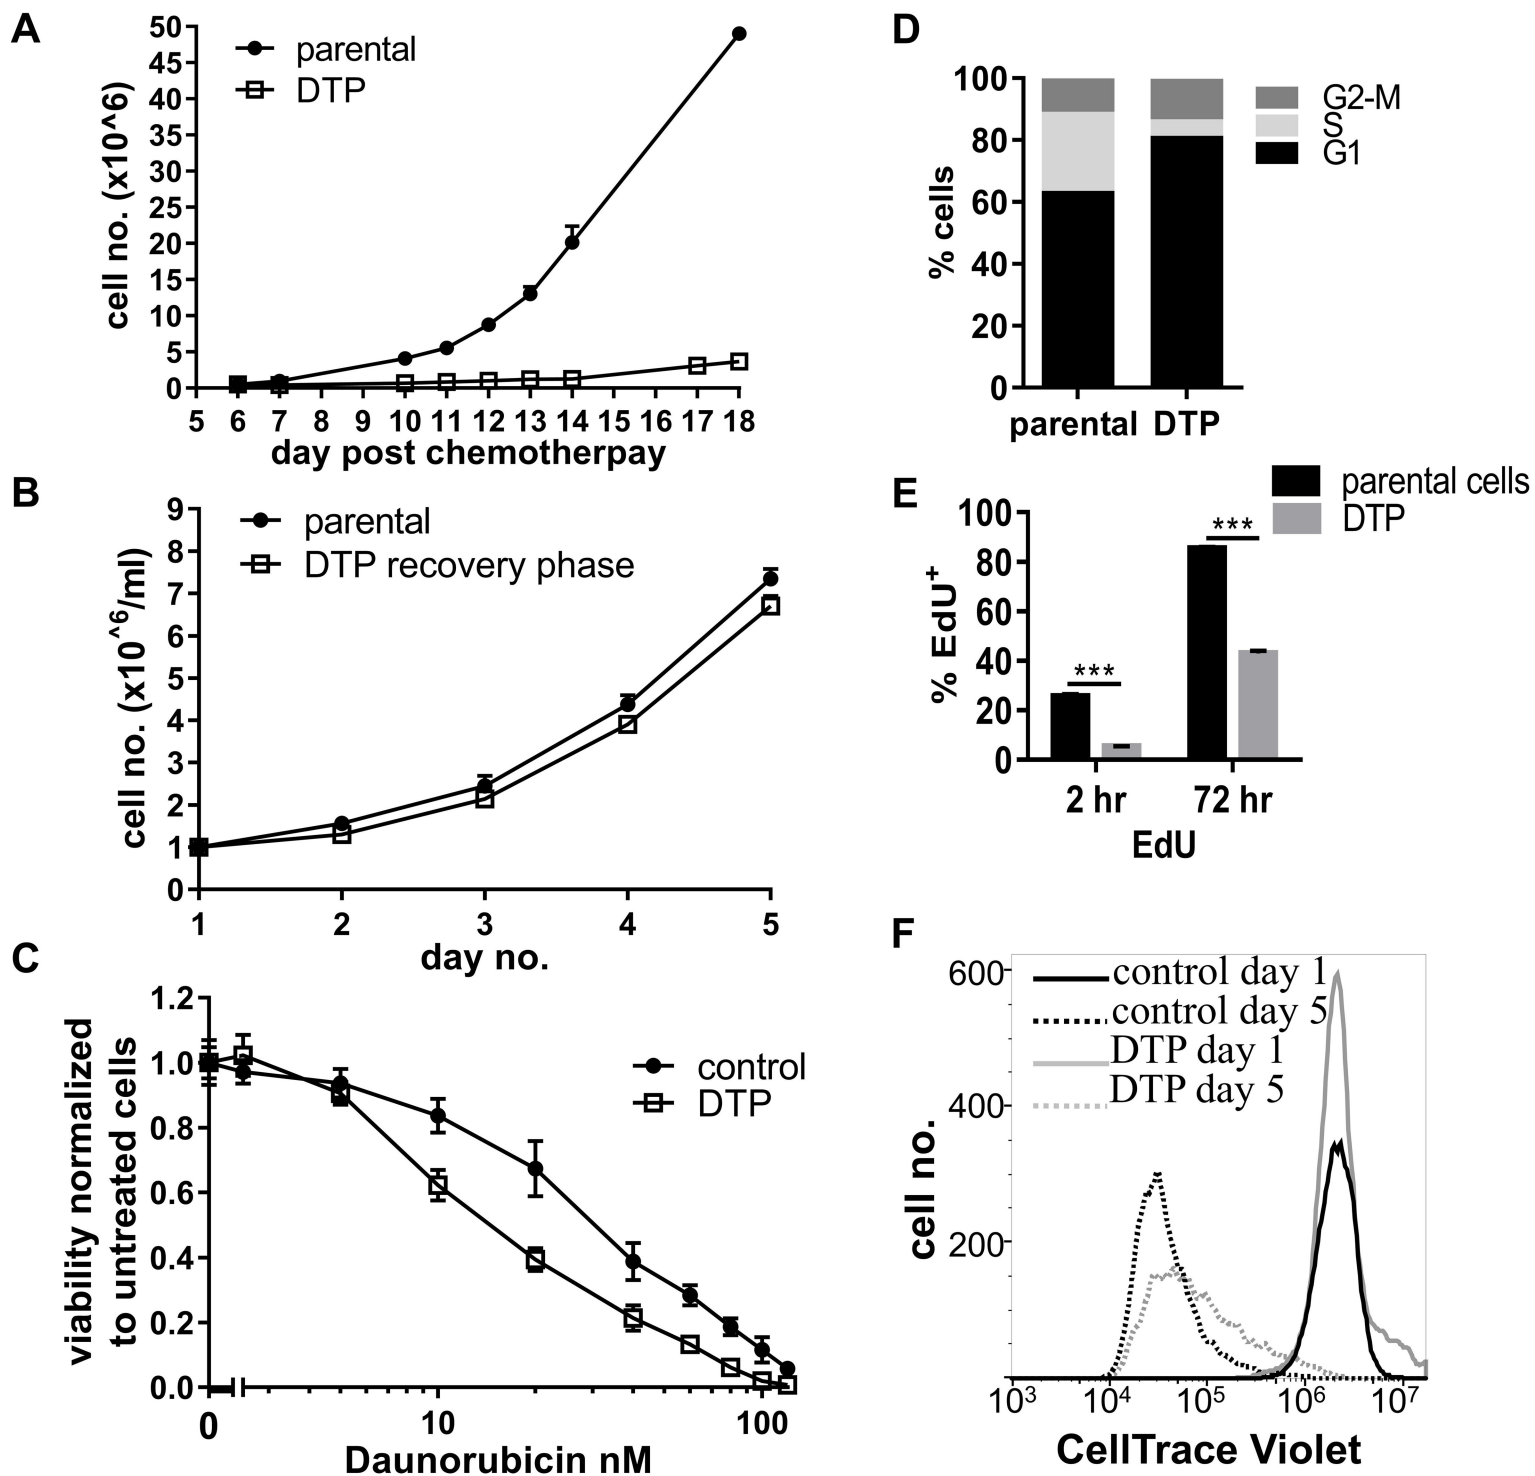 A
parental
DTP
50
45
40
35
30
25
20
15
10
5
0
cell no. (x10^6)
5 6 7 8 9 10 11 12 13 14 15 16 17 18
day post chemotherpay
B
parental
DTP recovery phase
9
8
7
6
5
4
3
2
1
0
cell no. (x10^6/ml)
1 2 3 4 5
day no.
C
control
DTP
1.2
1.0
0.8
0.6
0.4
0.2
0.0
viability normalized
to untreated cells
0 10 100
Daunorubicin nM
D
G2-M
S
G1
100
80
60
40
20
0
% cells
parental DTP
E
parental cells
DTP
100
80
60
40
20
0
% EdU+
***
***
2 hr 72 hr
EdU
F
control day 1
control day 5
DTP day 1
DTP day 5
600
400
200
cell no.
10^3 10^4 10^5 10^6 10^7
CellTrace Violet